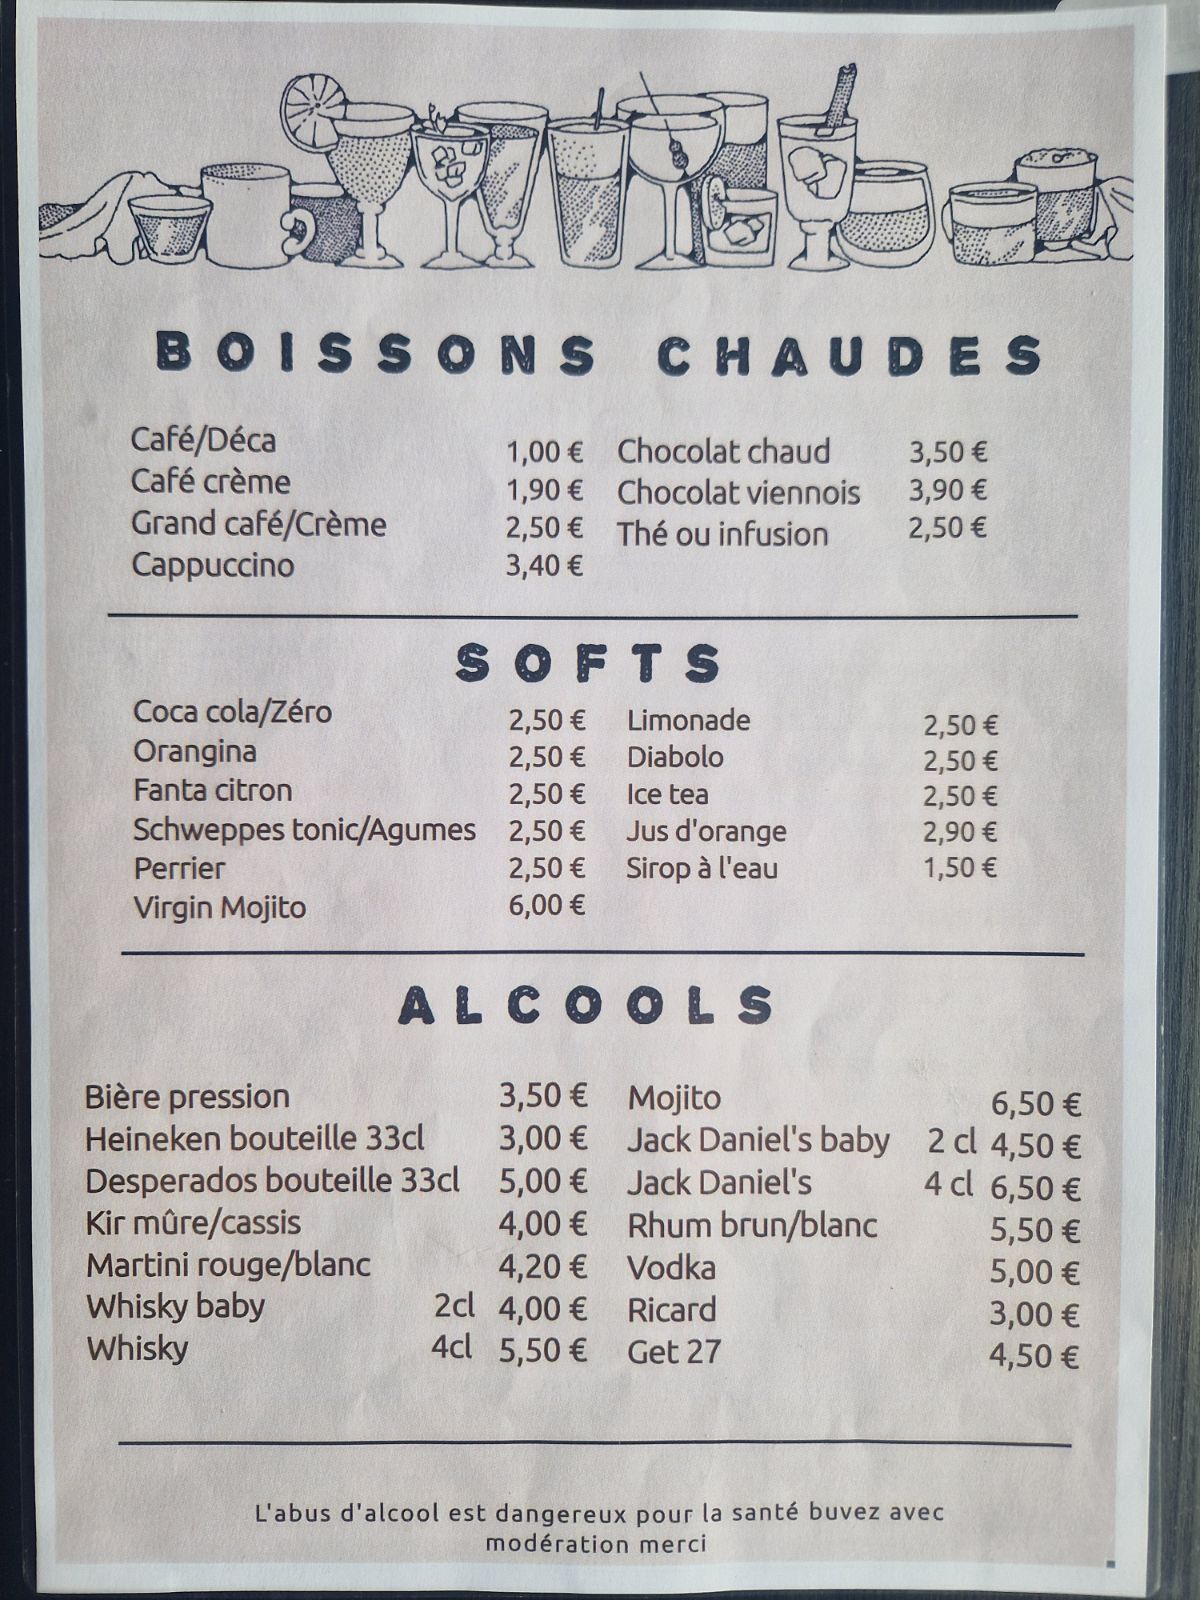 BOISSONS CHAUDES
Café/Déca 1,00 €
Café crème 1,90 €
Grand café/Crème 2,50 €
Cappuccino 3,40 €
Chocolat chaud 3,50 €
Chocolat viennois 3,90 €
Thé ou infusion 2,50 €
SOFTS
Coca cola/Zéro 2,50 €
Orangina 2,50 €
Fanta citron 2,50 €
Schweppes tonic/Agumes 2,50 €
Perrier 2,50 €
Virgin Mojito 6,00 €
Limonade 2,50 €
Diabolo 2,50 €
Ice tea 2,50 €
Jus d'orange 2,90 €
Sirop à l'eau 1,50 €
ALCOOLS
Bière pression 3,50 €
Heineken bouteille 33cl 3,00 €
Desperados bouteille 33cl 5,00 €
Kir mûre/cassis 4,00 €
Martini rouge/blanc 4,20 €
Whisky baby 2cl 4,00 €
Whisky 4cl 5,50 €
Mojito 6,50 €
Jack Daniel's baby 2 cl 4,50 €
Jack Daniel's 4 cl 6,50 €
Rhum brun/blanc 5,50 €
Vodka 5,00 €
Ricard 3,00 €
Get 27 4,50 €
L'abus d'alcool est dangereux pour la santé buvez avec
modération merci